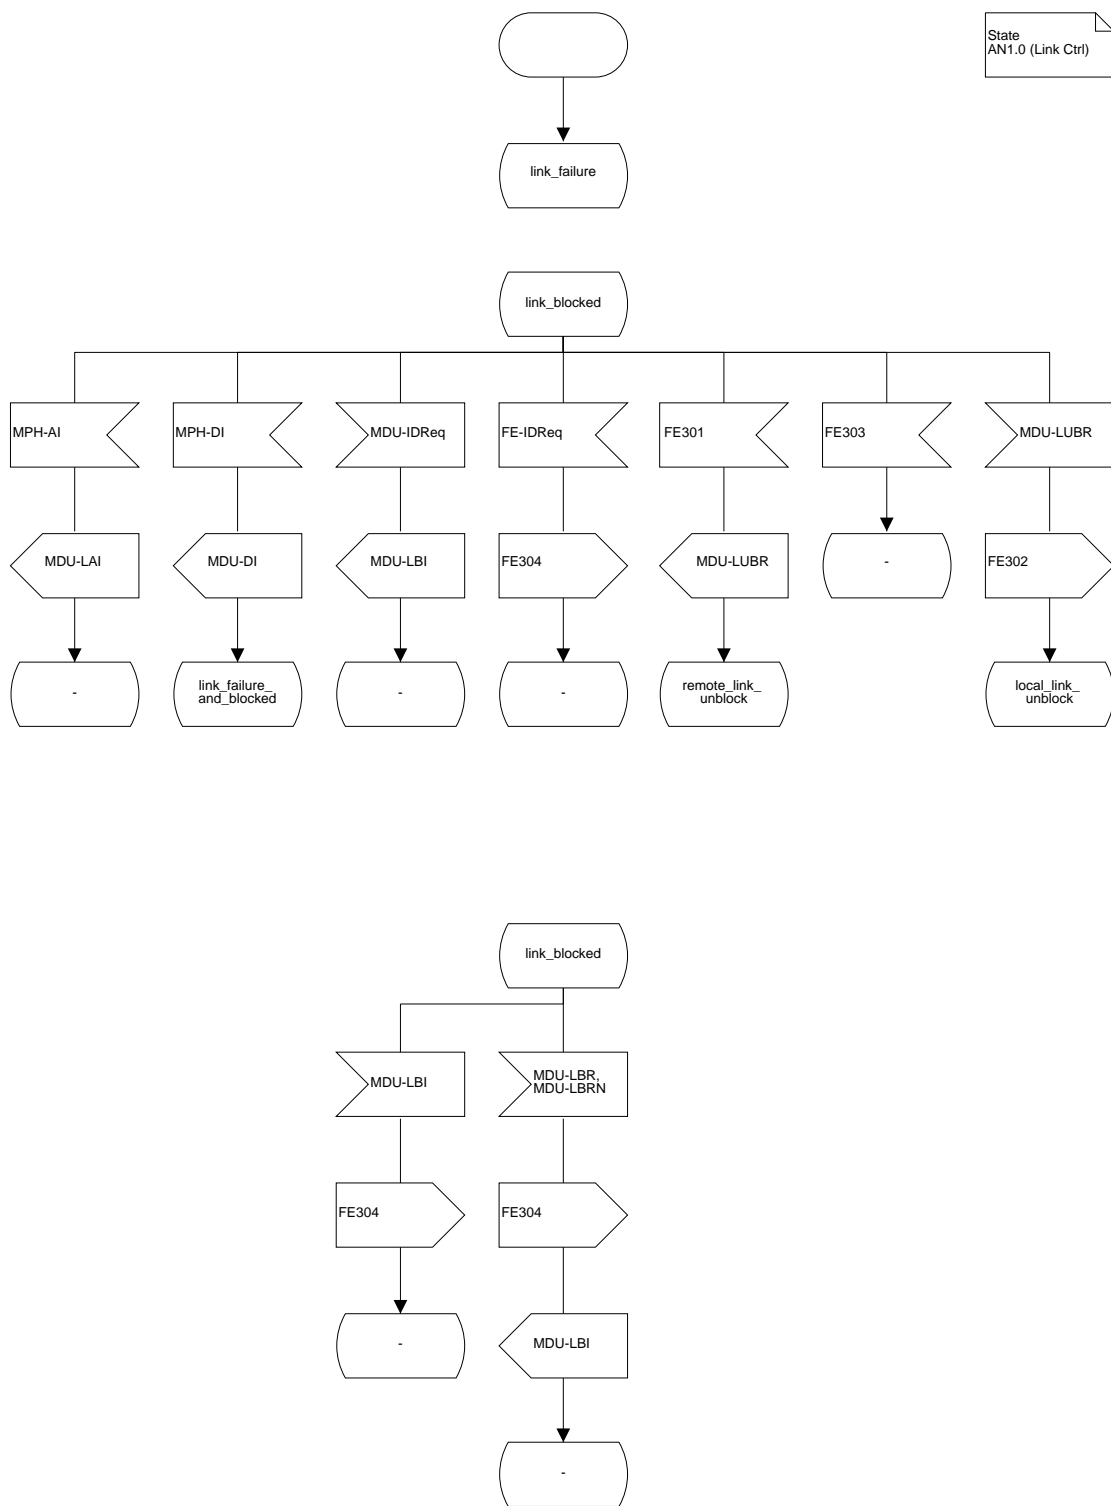 State
AN1.0 (Link Ctrl)
link_failure
link_blocked
MPH-AI
MPH-DI
MDU-IDReq
FE-IDReq
FE301
FE303
MDU-LUBR
MDU-LAI
MDU-DI
MDU-LBI
FE304
MDU-LUBR
-
FE302
-
link_failure_
and_blocked
-
-
remote_link_
unblock
local_link_
unblock
link_blocked
MDU-LBI
MDU-LBR,
MDU-LBRN
FE304
FE304
-
MDU-LBI
-